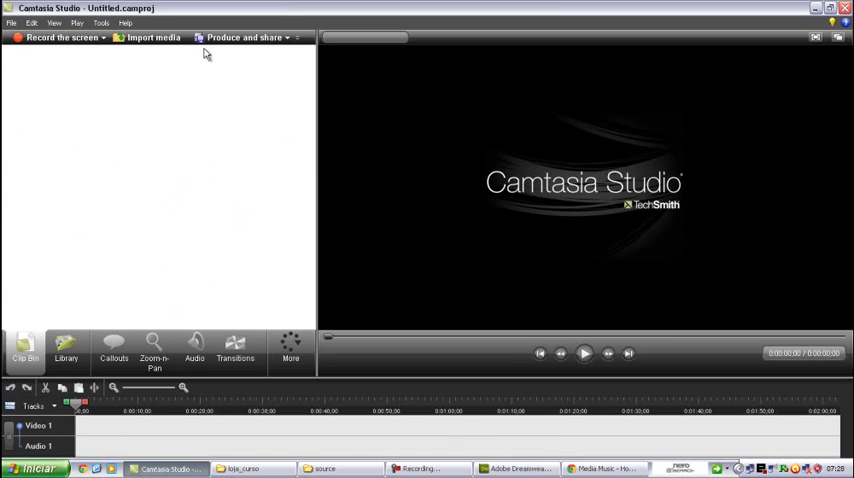 Camtasia Studio - Untitled.camproj
File Edit View Play Tools Help
Record the screen Import media Produce and share
Camtasia Studio
TechSmith
Clip Bin Library Callouts Zoom-n-Pan Audio Transitions More
0:00:00;00 / 0:00:00;00
Tracks 0:00:10;00 0:00:20;00 0:00:30;00 0:00:40;00 0:00:50;00 0:01:00;00 0:01:10;00 0:01:20;00 0:01:30;00 0:01:40;00 0:01:50;00 0:02:00;00
Video 1
Audio 1
Iniciar Camtasia Studio -... loja_curso source Recording... Adobe Dreamwea... Media Music - Ho... nero 07:28